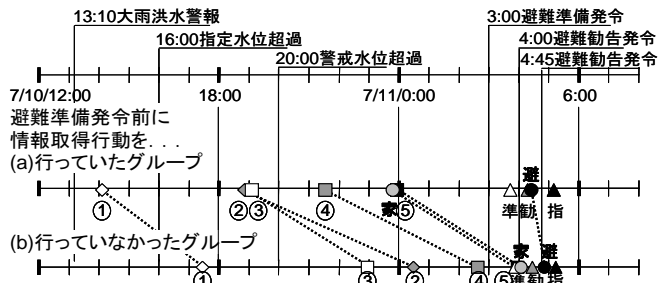 13:10大雨洪水警報
3:00避難準備発令
16:00指定水位超過
4:00避難勧告発令
20:00警戒水位超過
4:45避難勧告発令
7/10/12:00 18:00 7/11/0:00 6:00
避難準備発令前に
情報取得行動を. . .
(a)行っていたグループ
避
① ②③ ④ 家⑤ 準勧 指
(b)行っていなかったグループ
家 避
① ③ ② ④ ⑤準勧 指